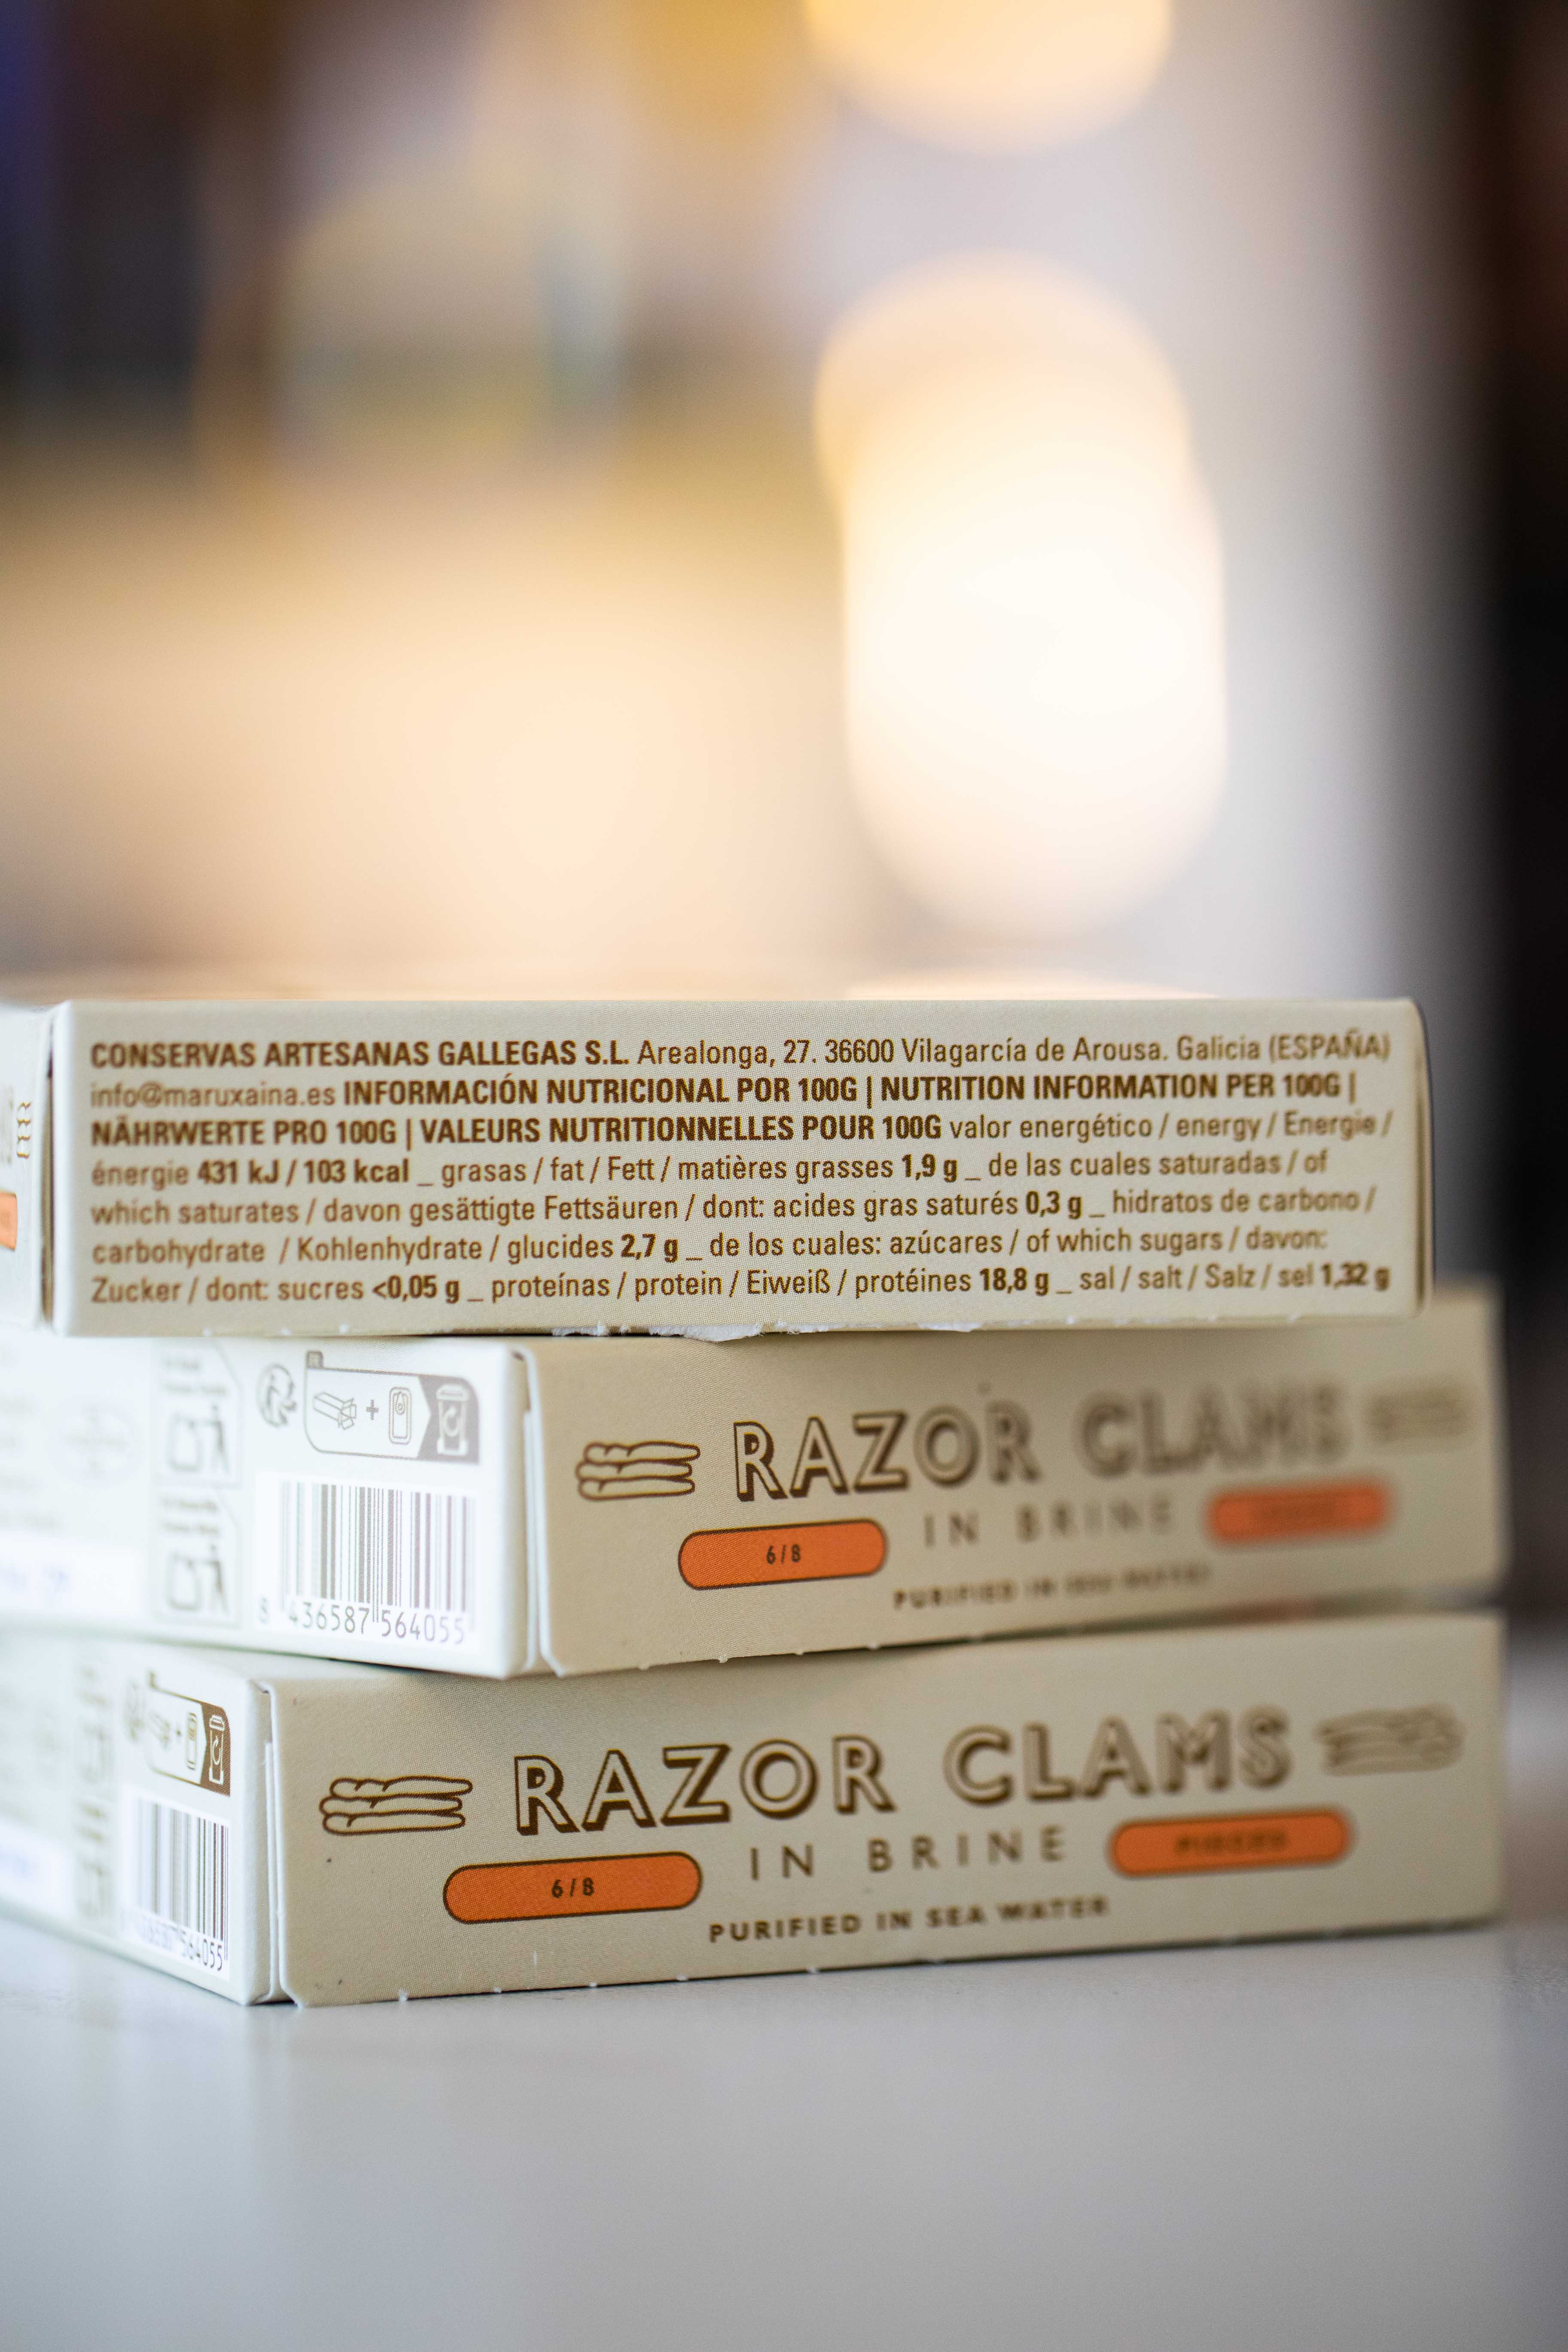 CONSERVAS ARTESANAS GALLEGAS S.L. Arealonga, 27. 36600 Vilagarcía de Arousa. Galicia (ESPAÑA)
info@maruxaina.es INFORMACIÓN NUTRICIONAL POR 100G | NUTRITION INFORMATION PER 100G |
NÄHRWERTE PRO 100G | VALEURS NUTRITIONNELLES POUR 100G valor energético / energy / Energie /
énergie 431 kJ / 103 kcal _ grasas / fat / Fett / matières grasses 1,9 g _ de las cuales saturadas / of
which saturates / davon gesättigte Fettsäuren / dont: acides gras saturés 0,3 g _ hidratos de carbono /
carbohydrate / Kohlenhydrate / glucides 2,7 g _ de los cuales: azúcares / of which sugars / davon:
Zucker / dont: sucres <0,05 g _ proteínas / protein / Eiweiß / protéines 18,8 g _ sal / salt / Salz / sel 1,32 g
RAZOR CLAMS
IN BRINE
6/8
PURIFIED IN SEA WATER
8 436587 564055
RAZOR CLAMS
IN BRINE
6/8
PIECES
PURIFIED IN SEA WATER
564055